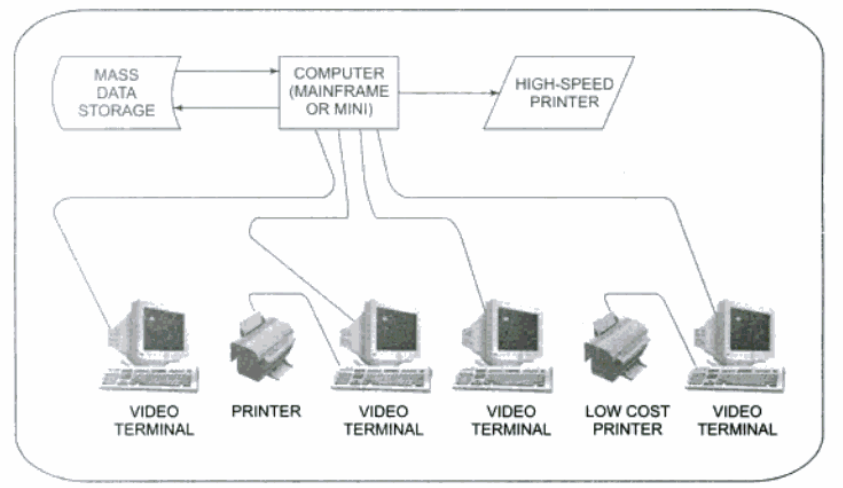 MASS
DATA
STORAGE
COMPUTER
(MAINFRAME
OR MINI)
HIGH-SPEED
PRINTER
VIDEO
TERMINAL
PRINTER
VIDEO
TERMINAL
VIDEO
TERMINAL
LOW COST
PRINTER
VIDEO
TERMINAL